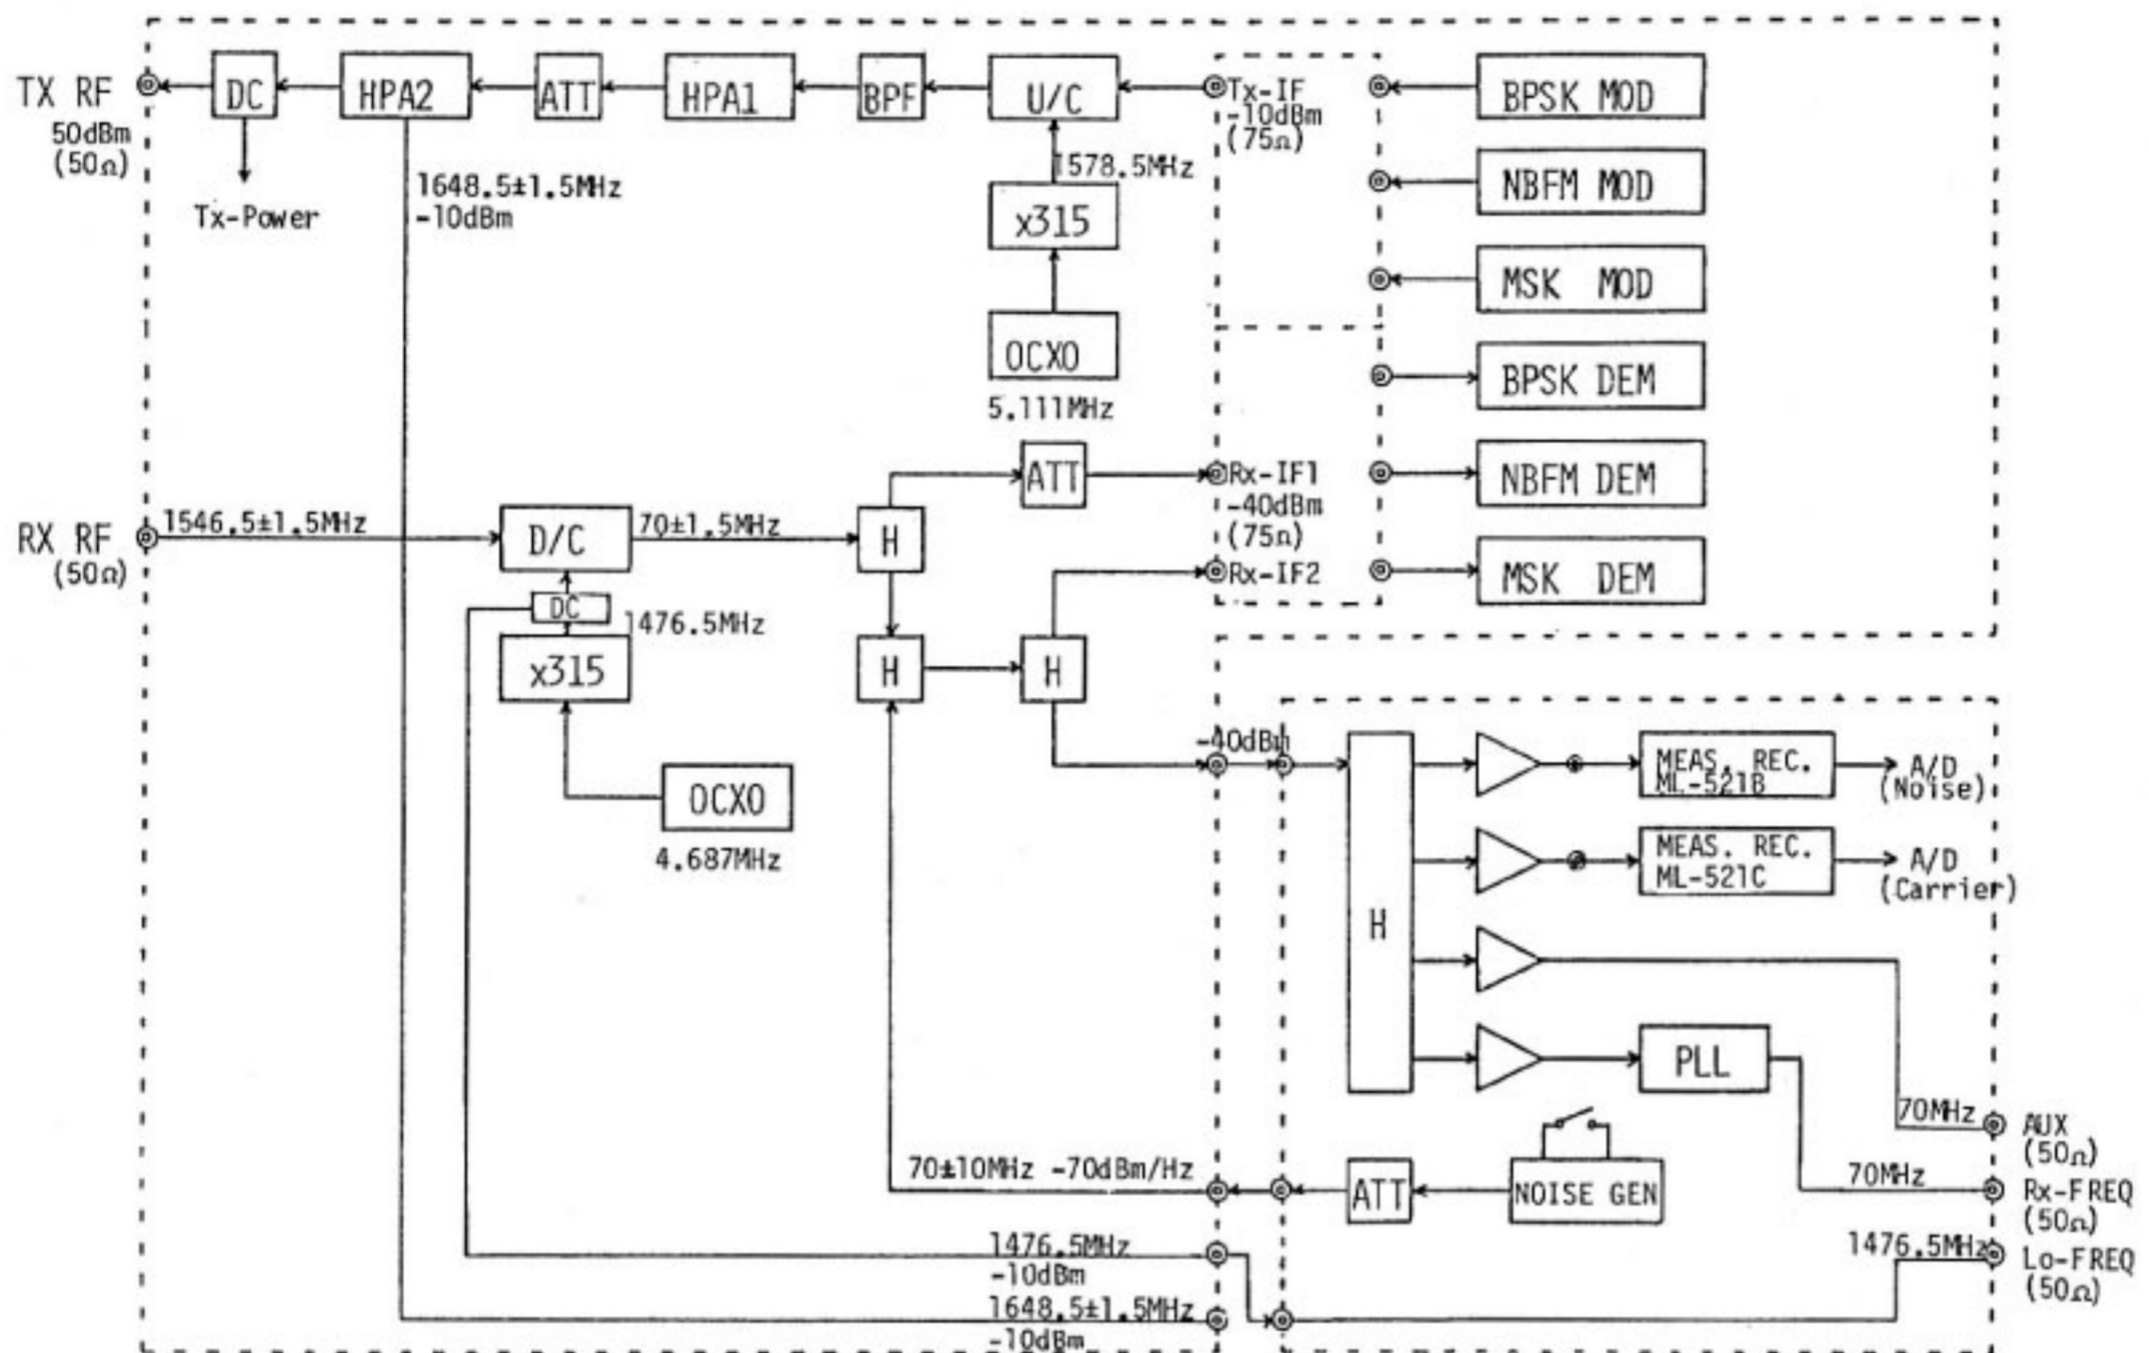 DC
HPA2
ATT
HPA1
BPF
U/C
TX RF
50dBm
(50Ω)
Tx-Power
1648.5±1.5MHz
-10dBm
1578.5MHz
x315
OCXO
5.111MHz
Tx-IF
-10dBm
(75Ω)
BPSK MOD
NBFM MOD
MSK MOD
BPSK DEM
NBFM DEM
MSK DEM
ATT
Rx-IF1
-40dBm
(75Ω)
Rx-IF2
RX RF
(50Ω)
1546.5±1.5MHz
D/C
70±1.5MHz
H
DC
1476.5MHz
x315
H
H
OCXO
4.687MHz
-40dBm
H
MEAS. REC.
ML-521B
A/D
(Noise)
MEAS. REC.
ML-521C
A/D
(Carrier)
PLL
70MHz
AUX
(50Ω)
70±10MHz -70dBm/Hz
ATT
NOISE GEN
70MHz
Rx-FREQ
(50Ω)
1476.5MHz
-10dBm
1476.5MHz
Lo-FREQ
(50Ω)
1648.5±1.5MHz
-10dBm